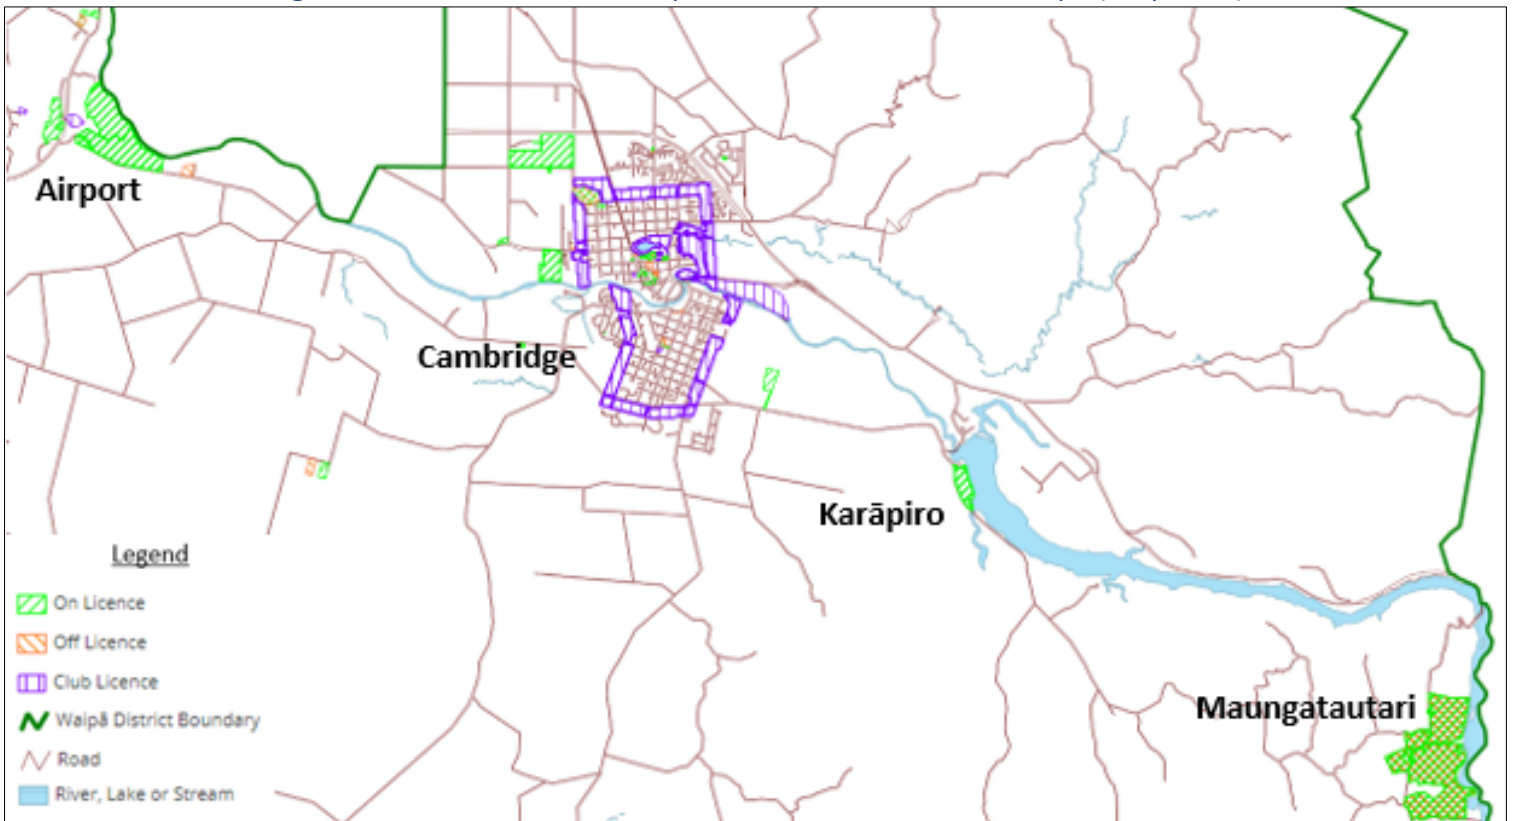 Airport
Cambridge
Karāpiro
Maungatautari
Legend
On Licence
Off Licence
Club Licence
Waipā District Boundary
Road
River, Lake or Stream